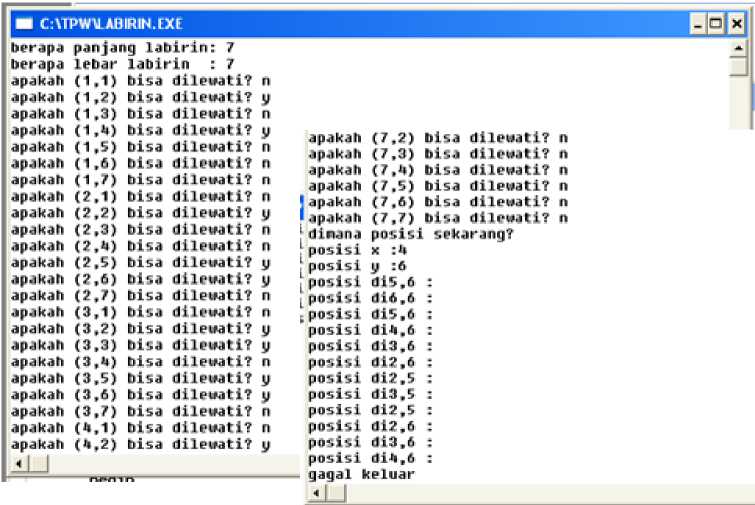 C:\TPW\LABIRIN.EXE
berapa panjang labirin: 7
berapa lebar labirin  : 7
apakah (1,1) bisa dilewati? n
apakah (1,2) bisa dilewati? y
apakah (1,3) bisa dilewati? n
apakah (1,4) bisa dilewati? y
apakah (1,5) bisa dilewati? n
apakah (1,6) bisa dilewati? n
apakah (1,7) bisa dilewati? n
apakah (2,1) bisa dilewati? n
apakah (2,2) bisa dilewati? y
apakah (2,3) bisa dilewati? n
apakah (2,4) bisa dilewati? n
apakah (2,5) bisa dilewati? y
apakah (2,6) bisa dilewati? y
apakah (2,7) bisa dilewati? n
apakah (3,1) bisa dilewati? n
apakah (3,2) bisa dilewati? y
apakah (3,3) bisa dilewati? y
apakah (3,4) bisa dilewati? n
apakah (3,5) bisa dilewati? y
apakah (3,6) bisa dilewati? y
apakah (3,7) bisa dilewati? n
apakah (4,1) bisa dilewati? n
apakah (4,2) bisa dilewati? y
apakah (7,2) bisa dilewati? n
apakah (7,3) bisa dilewati? n
apakah (7,4) bisa dilewati? n
apakah (7,5) bisa dilewati? n
apakah (7,6) bisa dilewati? n
apakah (7,7) bisa dilewati? n
dimana posisi sekarang?
posisi x :4
posisi y :6
posisi di5,6 :
posisi di6,6 :
posisi di5,6 :
posisi di4,6 :
posisi di3,6 :
posisi di2,6 :
posisi di2,5 :
posisi di3,5 :
posisi di2,5 :
posisi di2,6 :
posisi di3,6 :
posisi di4,6 :
gagal keluar